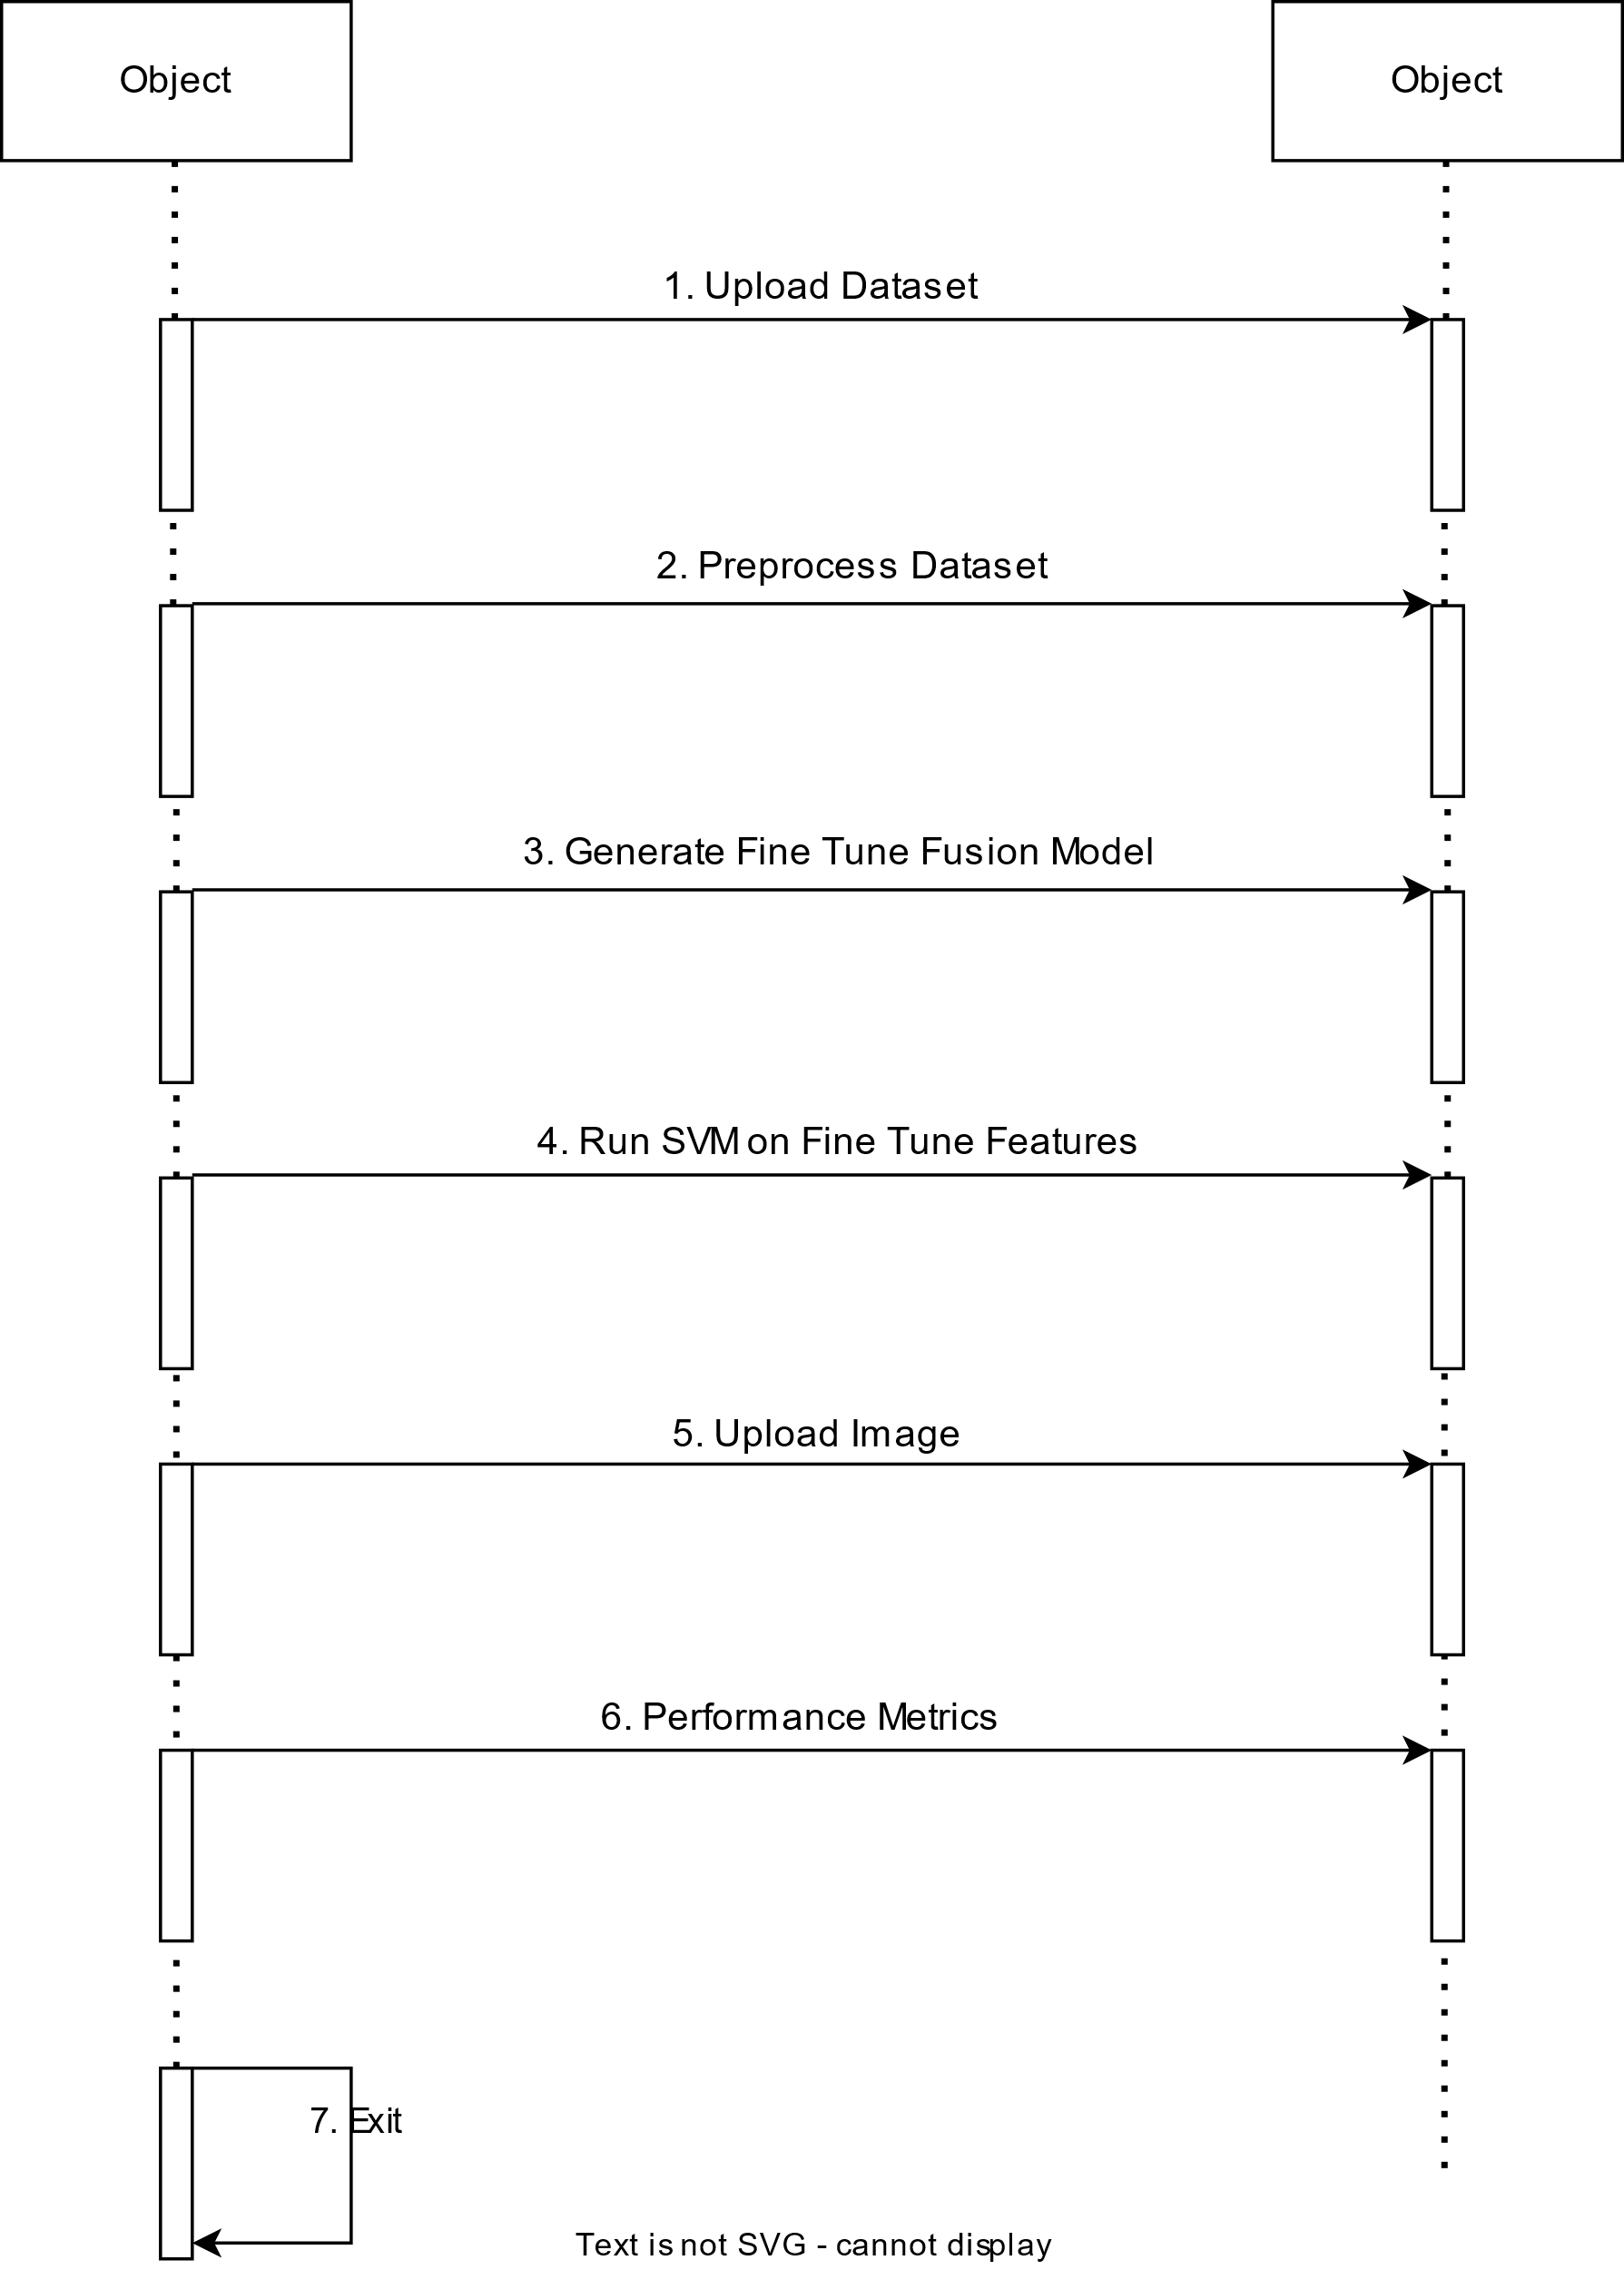 Object
Object
1. Upload Dataset
2. Preprocess Dataset
3. Generate Fine Tune Fusion Model
4. Run SVM on Fine Tune Features
5. Upload Image
6. Performance Metrics
7. Exit
Text is not SVG - cannot display